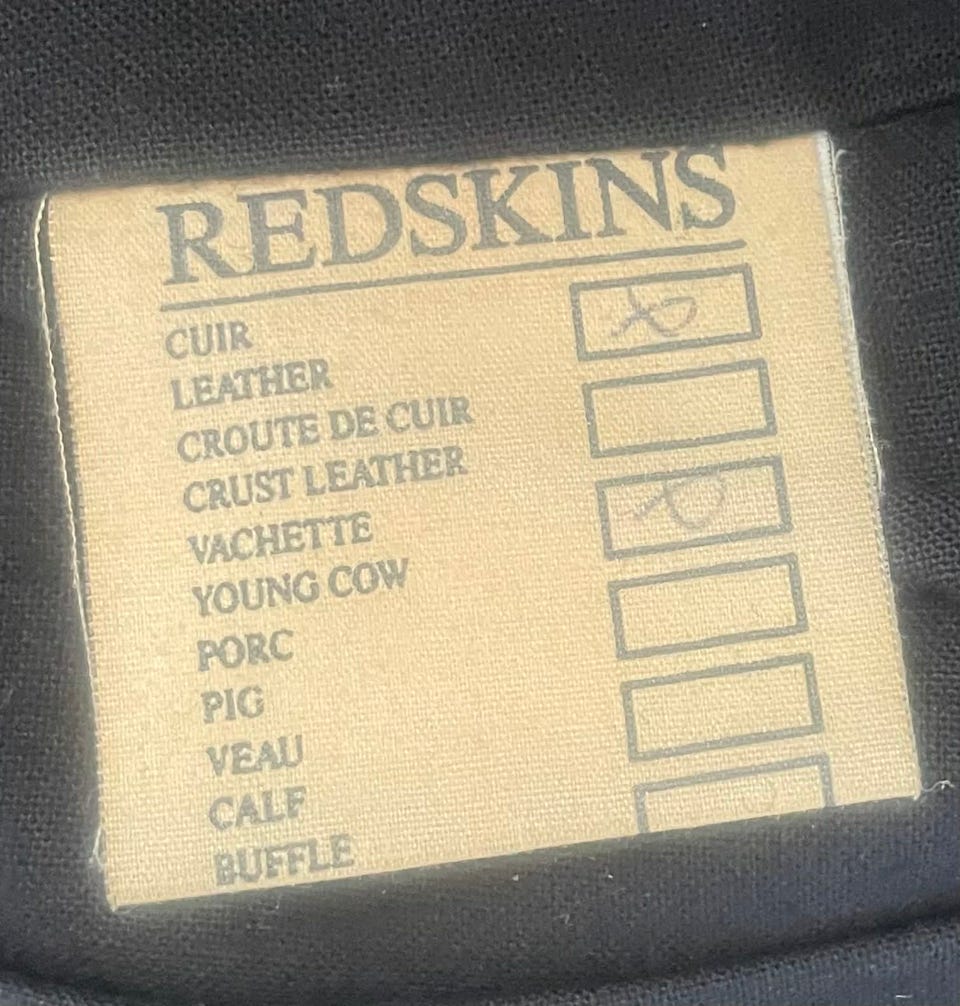 REDSKINS
CUIR
LEATHER
CROUTE DE CUIR
CRUST LEATHER
VACHETTE
YOUNG COW
PORC
PIG
VEAU
CALF
BUFFLE